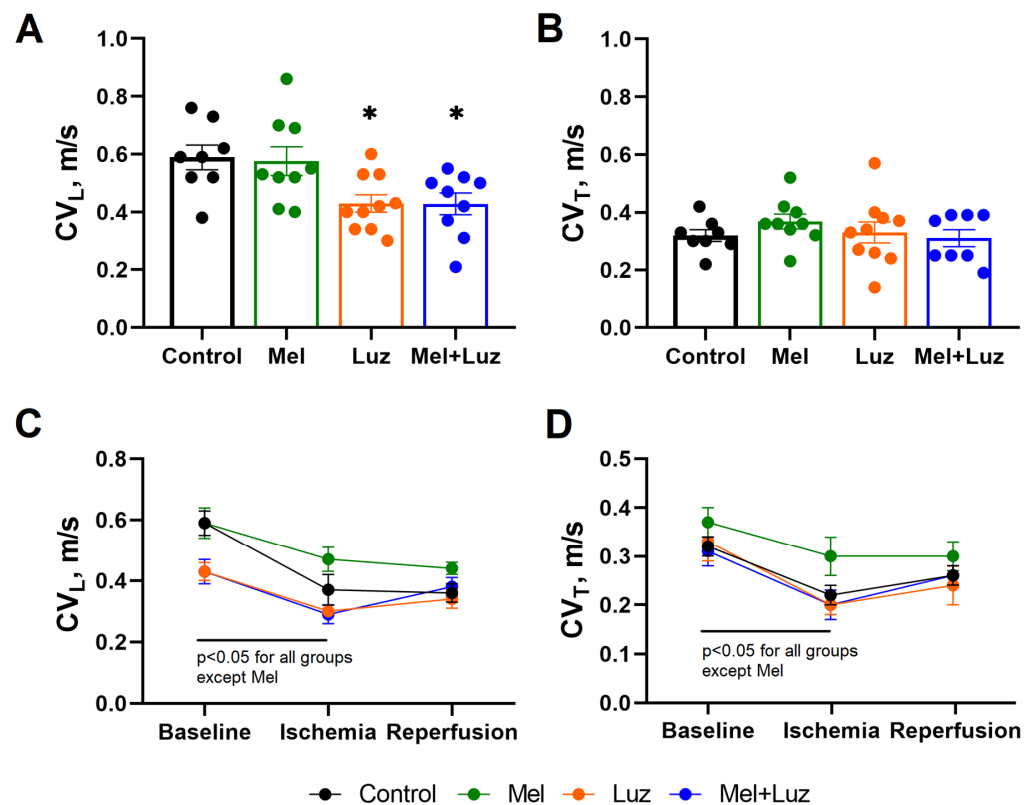 A
B
CVL, m/s
1.0
0.8
0.6
0.4
0.2
0.0
*
*
Control Mel Luz Mel+Luz
CVT, m/s
1.0
0.8
0.6
0.4
0.2
0.0
Control Mel Luz Mel+Luz
C
D
CVL, m/s
0.8
0.6
0.4
0.2
0.0
p<0.05 for all groups
except Mel
Baseline Ischemia Reperfusion
CVT, m/s
0.5
0.4
0.3
0.2
0.1
0.0
p<0.05 for all groups
except Mel
Baseline Ischemia Reperfusion
Control Mel Luz Mel+Luz